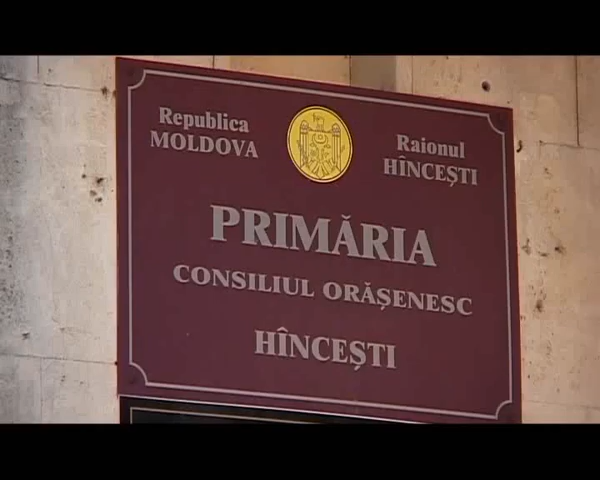 Republica
MOLDOVA
Raionul
HÎNCEȘTI
PRIMĂRIA
CONSILIUL ORĂȘENESC
HÎNCEȘTI